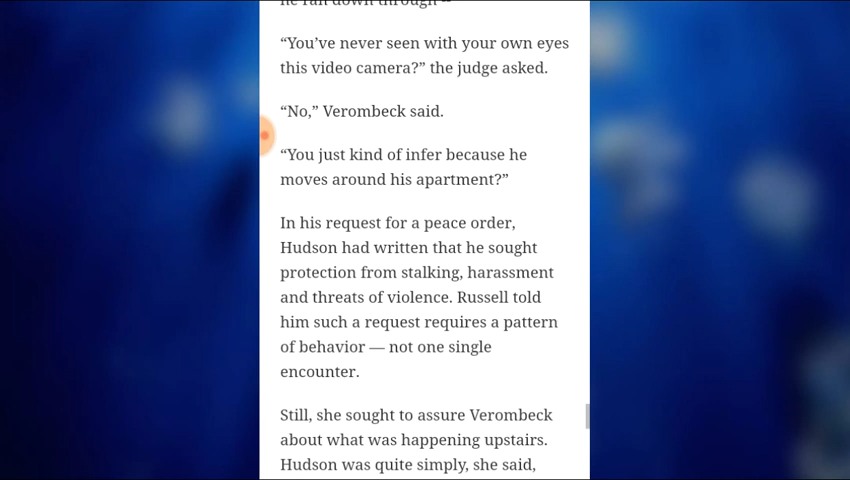 he ran down through –
“You’ve never seen with your own eyes
this video camera?” the judge asked.
“No,” Verombeck said.
“You just kind of infer because he
moves around his apartment?”
In his request for a peace order,
Hudson had written that he sought
protection from stalking, harassment
and threats of violence. Russell told
him such a request requires a pattern
of behavior — not one single
encounter.
Still, she sought to assure Verombeck
about what was happening upstairs.
Hudson was quite simply, she said,